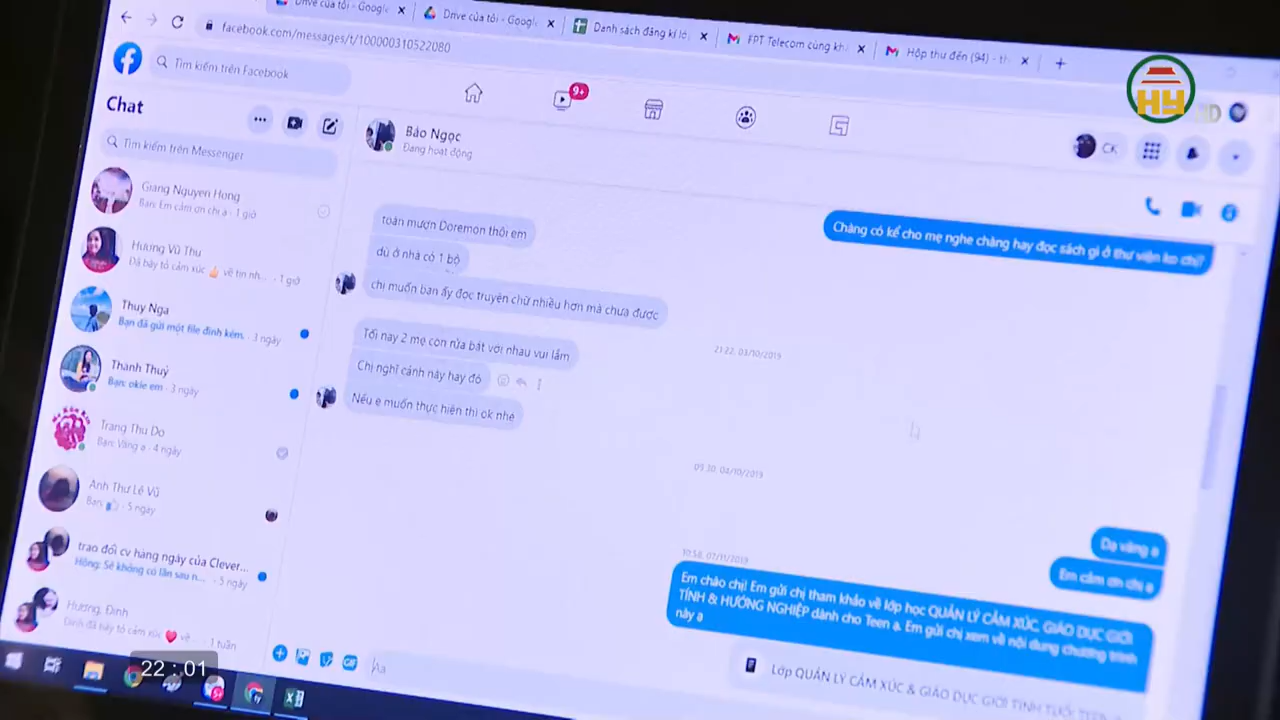 Drive của tôi - Google
Drive của tôi - Google
Danh sách đăng kí lớ
FPT Telecom cùng kh
Hộp thư đến (94) - th
facebook.com/messages/t/100000310522080
Tìm kiếm trên Facebook
9+
HY
HD
Chat
Tìm kiếm trên Messenger
Bảo Ngọc
Đang hoạt động
CK
Giang Nguyen Hong
Bạn: Em cảm ơn chị ạ · 1 giờ
Hương Vũ Thu
Đã bày tỏ cảm xúc 👍 về tin nh... · 1 giờ
Thuy Nga
Bạn đã gửi một file đính kèm. · 3 ngày
Thanh Thuỷ
Bạn: okie em · 3 ngày
Trang Thu Do
Bạn: Vâng ạ · 4 ngày
Anh Thư Lê Vũ
Bạn: 👍 · 5 ngày
trao đổi cv hàng ngày của Clever...
Hồng: Sẽ không có lần sau n... · 5 ngày
Hương, Đinh
Đinh đã bày tỏ cảm xúc ❤ về ... · 1 tuần
Chàng có kể cho mẹ nghe chàng hay đọc sách gì ở thư viện ko chị?
toàn mượn Doremon thôi em
dù ở nhà có 1 bộ
chị muốn bạn ấy đọc truyện chữ nhiều hơn mà chưa được
21:22, 03/10/2019
Tối nay 2 mẹ con rửa bát với nhau vui lắm
Chị nghĩ cảnh này hay đó
Nếu e muốn thực hiện thì ok nhé
09:30, 04/10/2019
Dạ vâng ạ
Em cảm ơn chị ạ
10:58, 07/11/2019
Em chào chị! Em gửi chị tham khảo về lớp học QUẢN LÝ CẢM XÚC, GIÁO DỤC GIỚI
TÍNH & HƯỚNG NGHIỆP dành cho Teen ạ. Em gửi chị xem về nội dung chương trình
này ạ
Lớp QUẢN LÝ CẢM XÚC & GIÁO DỤC GIỚI TÍNH TUỔI TEEN
GIF
Aa
22 : 01